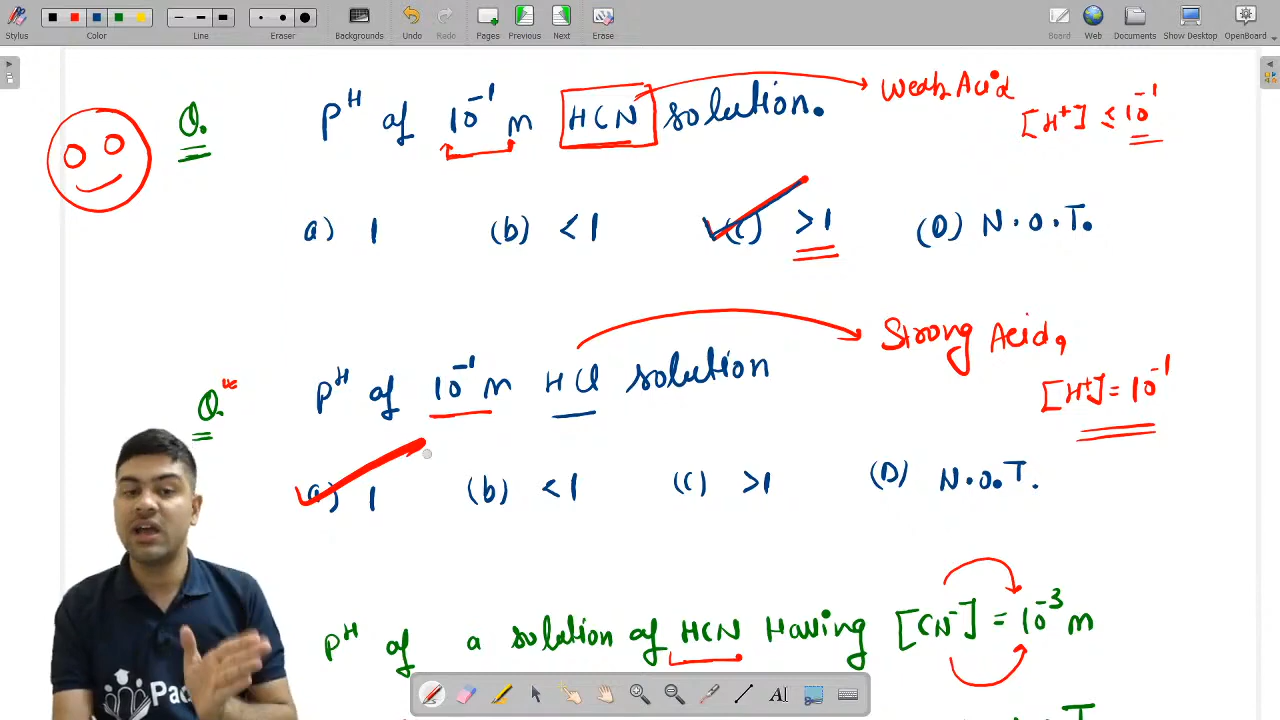 Stylus Color Line Eraser Backgrounds Undo Redo Pages Previous Next Erase Board Web Documents Show Desktop OpenBoard
Q. pH of 10⁻¹ m HCN solution. Weak Acid
[H⁺] ≤ 10⁻¹
a) 1 (b) < 1 (c) > 1 (D) N.O.T.
Q. pH of 10⁻¹ m HCl solution Strong Acid,
[H⁺] = 10⁻¹
a) 1 (b) < 1 (c) > 1 (D) N.O.T.
pH of a solution of HCN Having [CN⁻] = 10⁻³ m